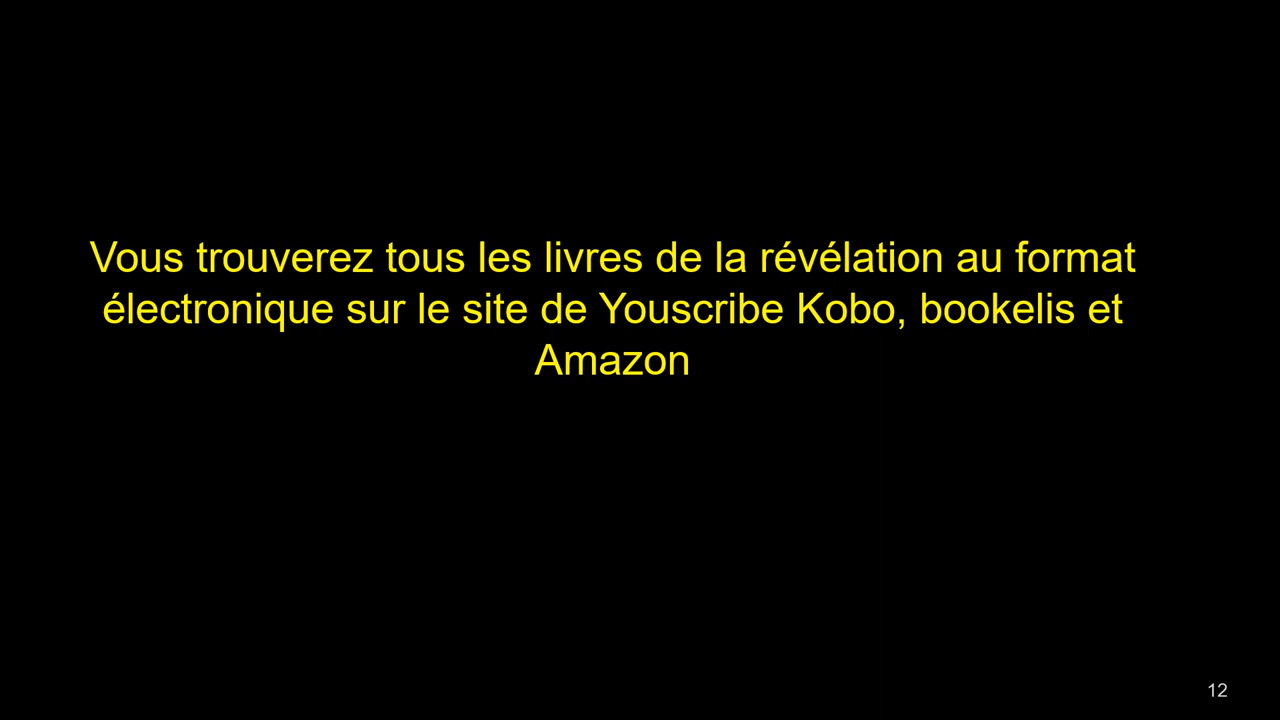 Vous trouverez tous les livres de la révélation au format
électronique sur le site de Youscribe Kobo, bookelis et
Amazon
12